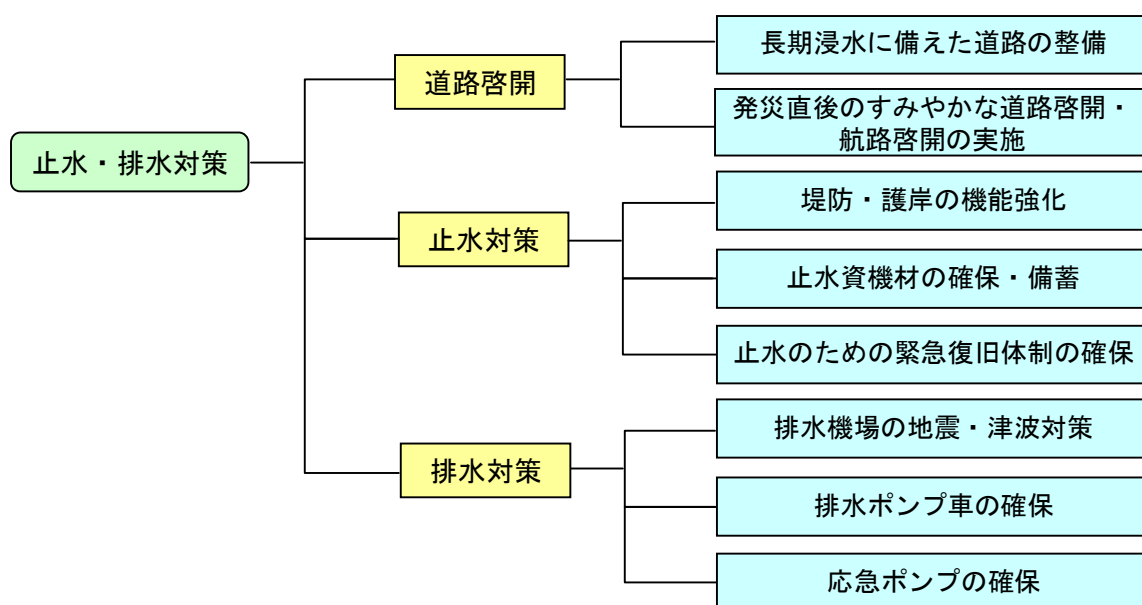 止水・排水対策
道路啓開
長期浸水に備えた道路の整備
発災直後のすみやかな道路啓開・
航路啓開の実施
止水対策
堤防・護岸の機能強化
止水資機材の確保・備蓄
止水のための緊急復旧体制の確保
排水対策
排水機場の地震・津波対策
排水ポンプ車の確保
応急ポンプの確保